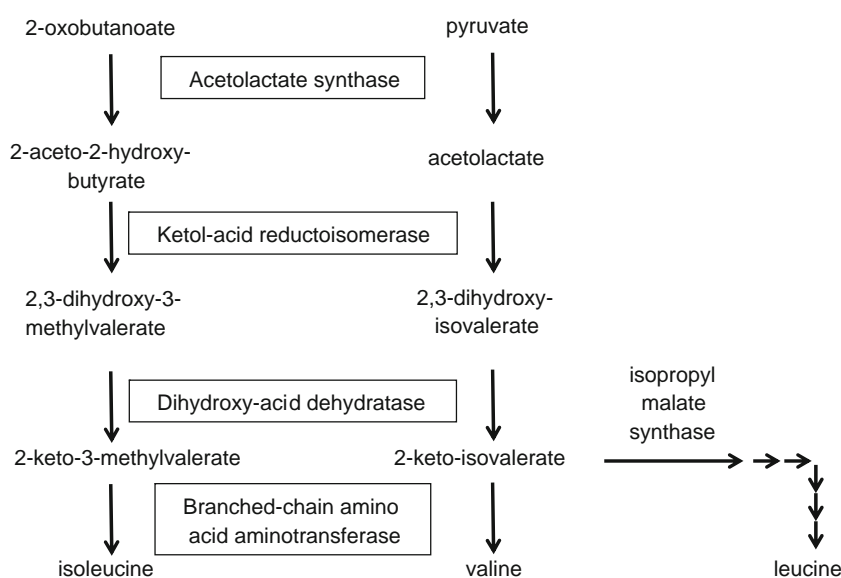 2-oxobutanoate
pyruvate
Acetolactate synthase
2-aceto-2-hydroxy-
butyrate
acetolactate
Ketol-acid reductoisomerase
2,3-dihydroxy-3-
methylvalerate
2,3-dihydroxy-
isovalerate
isopropyl
malate
synthase
Dihydroxy-acid dehydratase
2-keto-3-methylvalerate
2-keto-isovalerate
Branched-chain amino
acid aminotransferase
isoleucine
valine
leucine